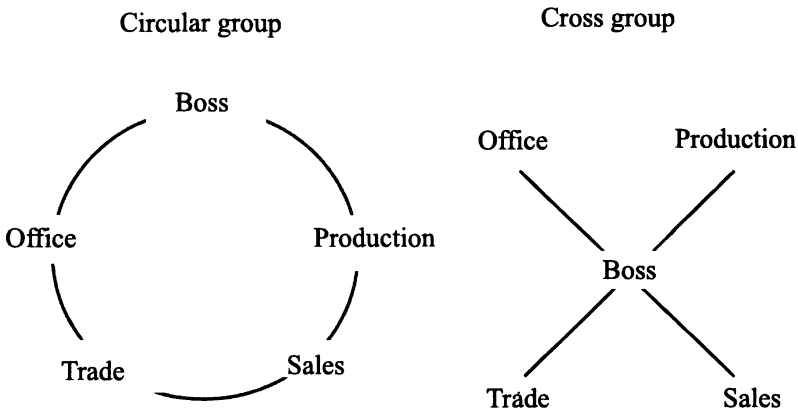 Circular group
Boss
Office
Production
Trade
Sales
Cross group
Office
Production
Boss
Trade
Sales